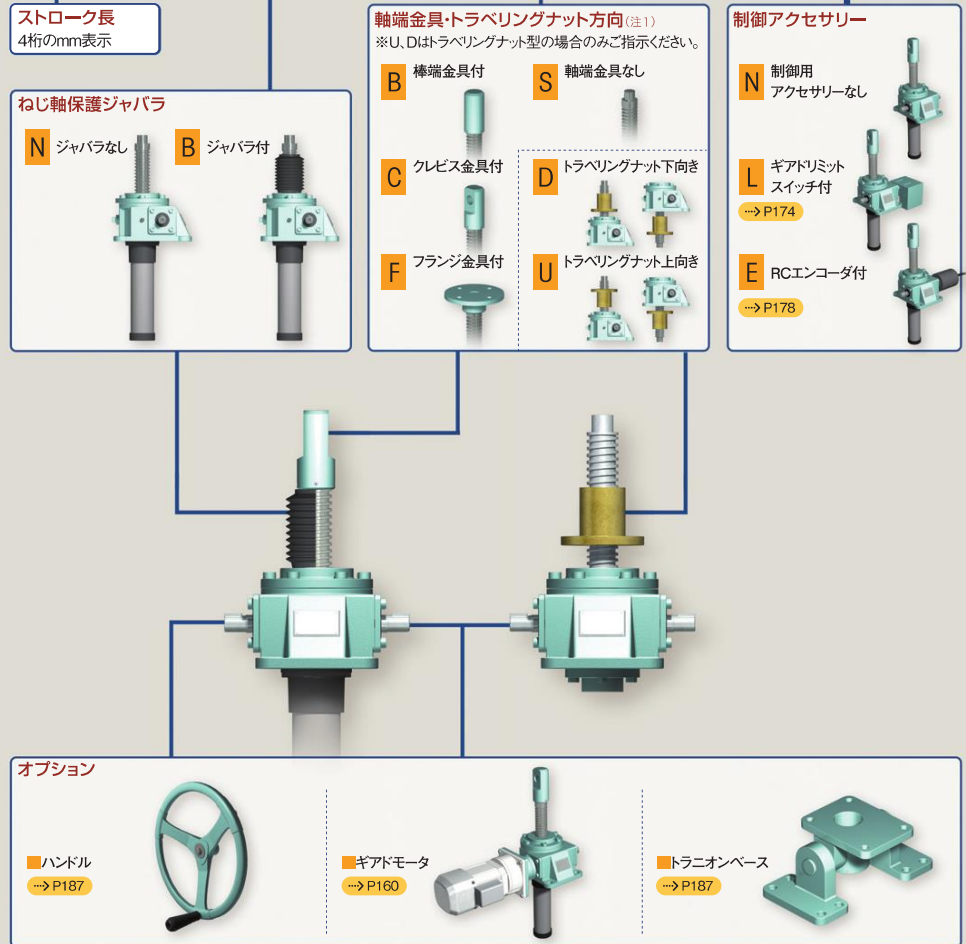 ストローク長
4桁のmm表示
ねじ軸保護ジャバラ
N ジャバラなし
B ジャバラ付
軸端金具・トラベリングナット方向(注1)
※U、Dはトラベリングナット型の場合のみご指示ください。
B 棒端金具付
S 軸端金具なし
C クレビス金具付
D トラベリングナット下向き
F フランジ金具付
U トラベリングナット上向き
制御アクセサリー
N 制御用
アクセサリーなし
L ギアドリミット
スイッチ付
P174
E RCエンコーダ付
P178
オプション
ハンドル
P187
ギアドモータ
P160
トラニオンベース
P187